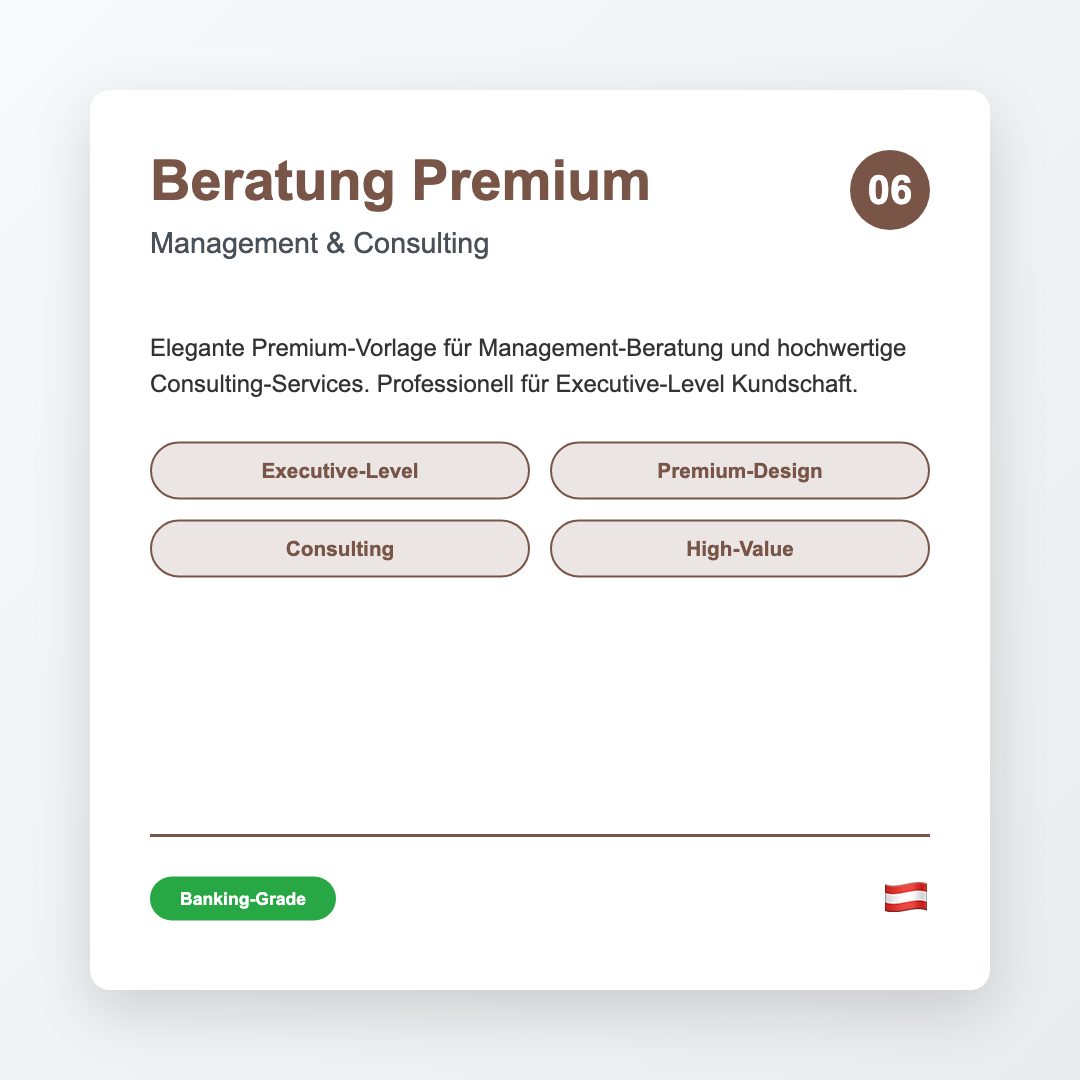 Beratung Premium
06
Management & Consulting
Elegante Premium-Vorlage für Management-Beratung und hochwertige
Consulting-Services. Professionell für Executive-Level Kundschaft.
Executive-Level
Premium-Design
Consulting
High-Value
Banking-Grade